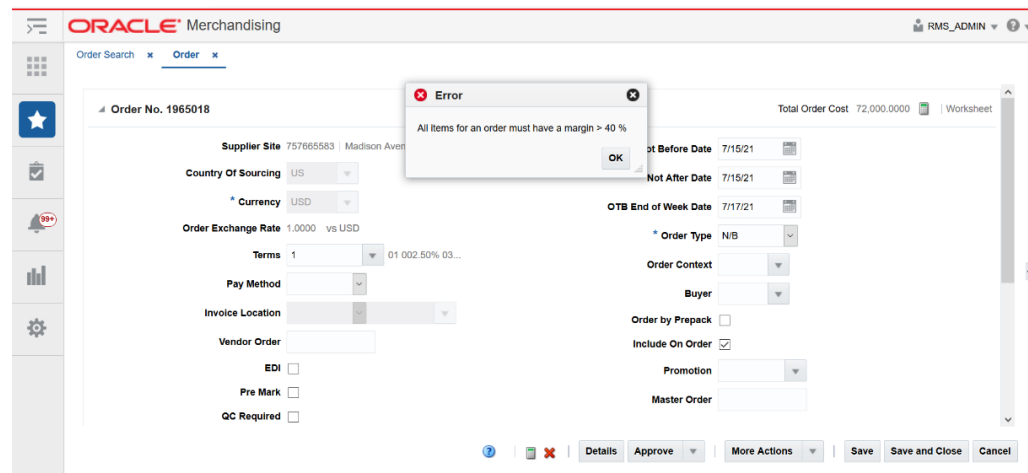 ORACLE Merchandising
RMS_ADMIN
Order Search Order
Error
Order No. 1965018
Total Order Cost 72,000.0000 | Worksheet
All items for an order must have a margin > 40 %
OK
Supplier Site 757665583 | Madison Aven
ot Before Date 7/15/21
Country Of Sourcing US
Not After Date 7/15/21
* Currency USD
OTB End of Week Date 7/17/21
Order Exchange Rate 1.0000 vs USD
* Order Type N/B
Terms 1 01 002.50% 03...
Order Context
Pay Method
Buyer
Invoice Location
Order by Prepack
Vendor Order
Include On Order
EDI
Promotion
Pre Mark
Master Order
QC Required
99+
Details Approve More Actions Save Save and Close Cancel